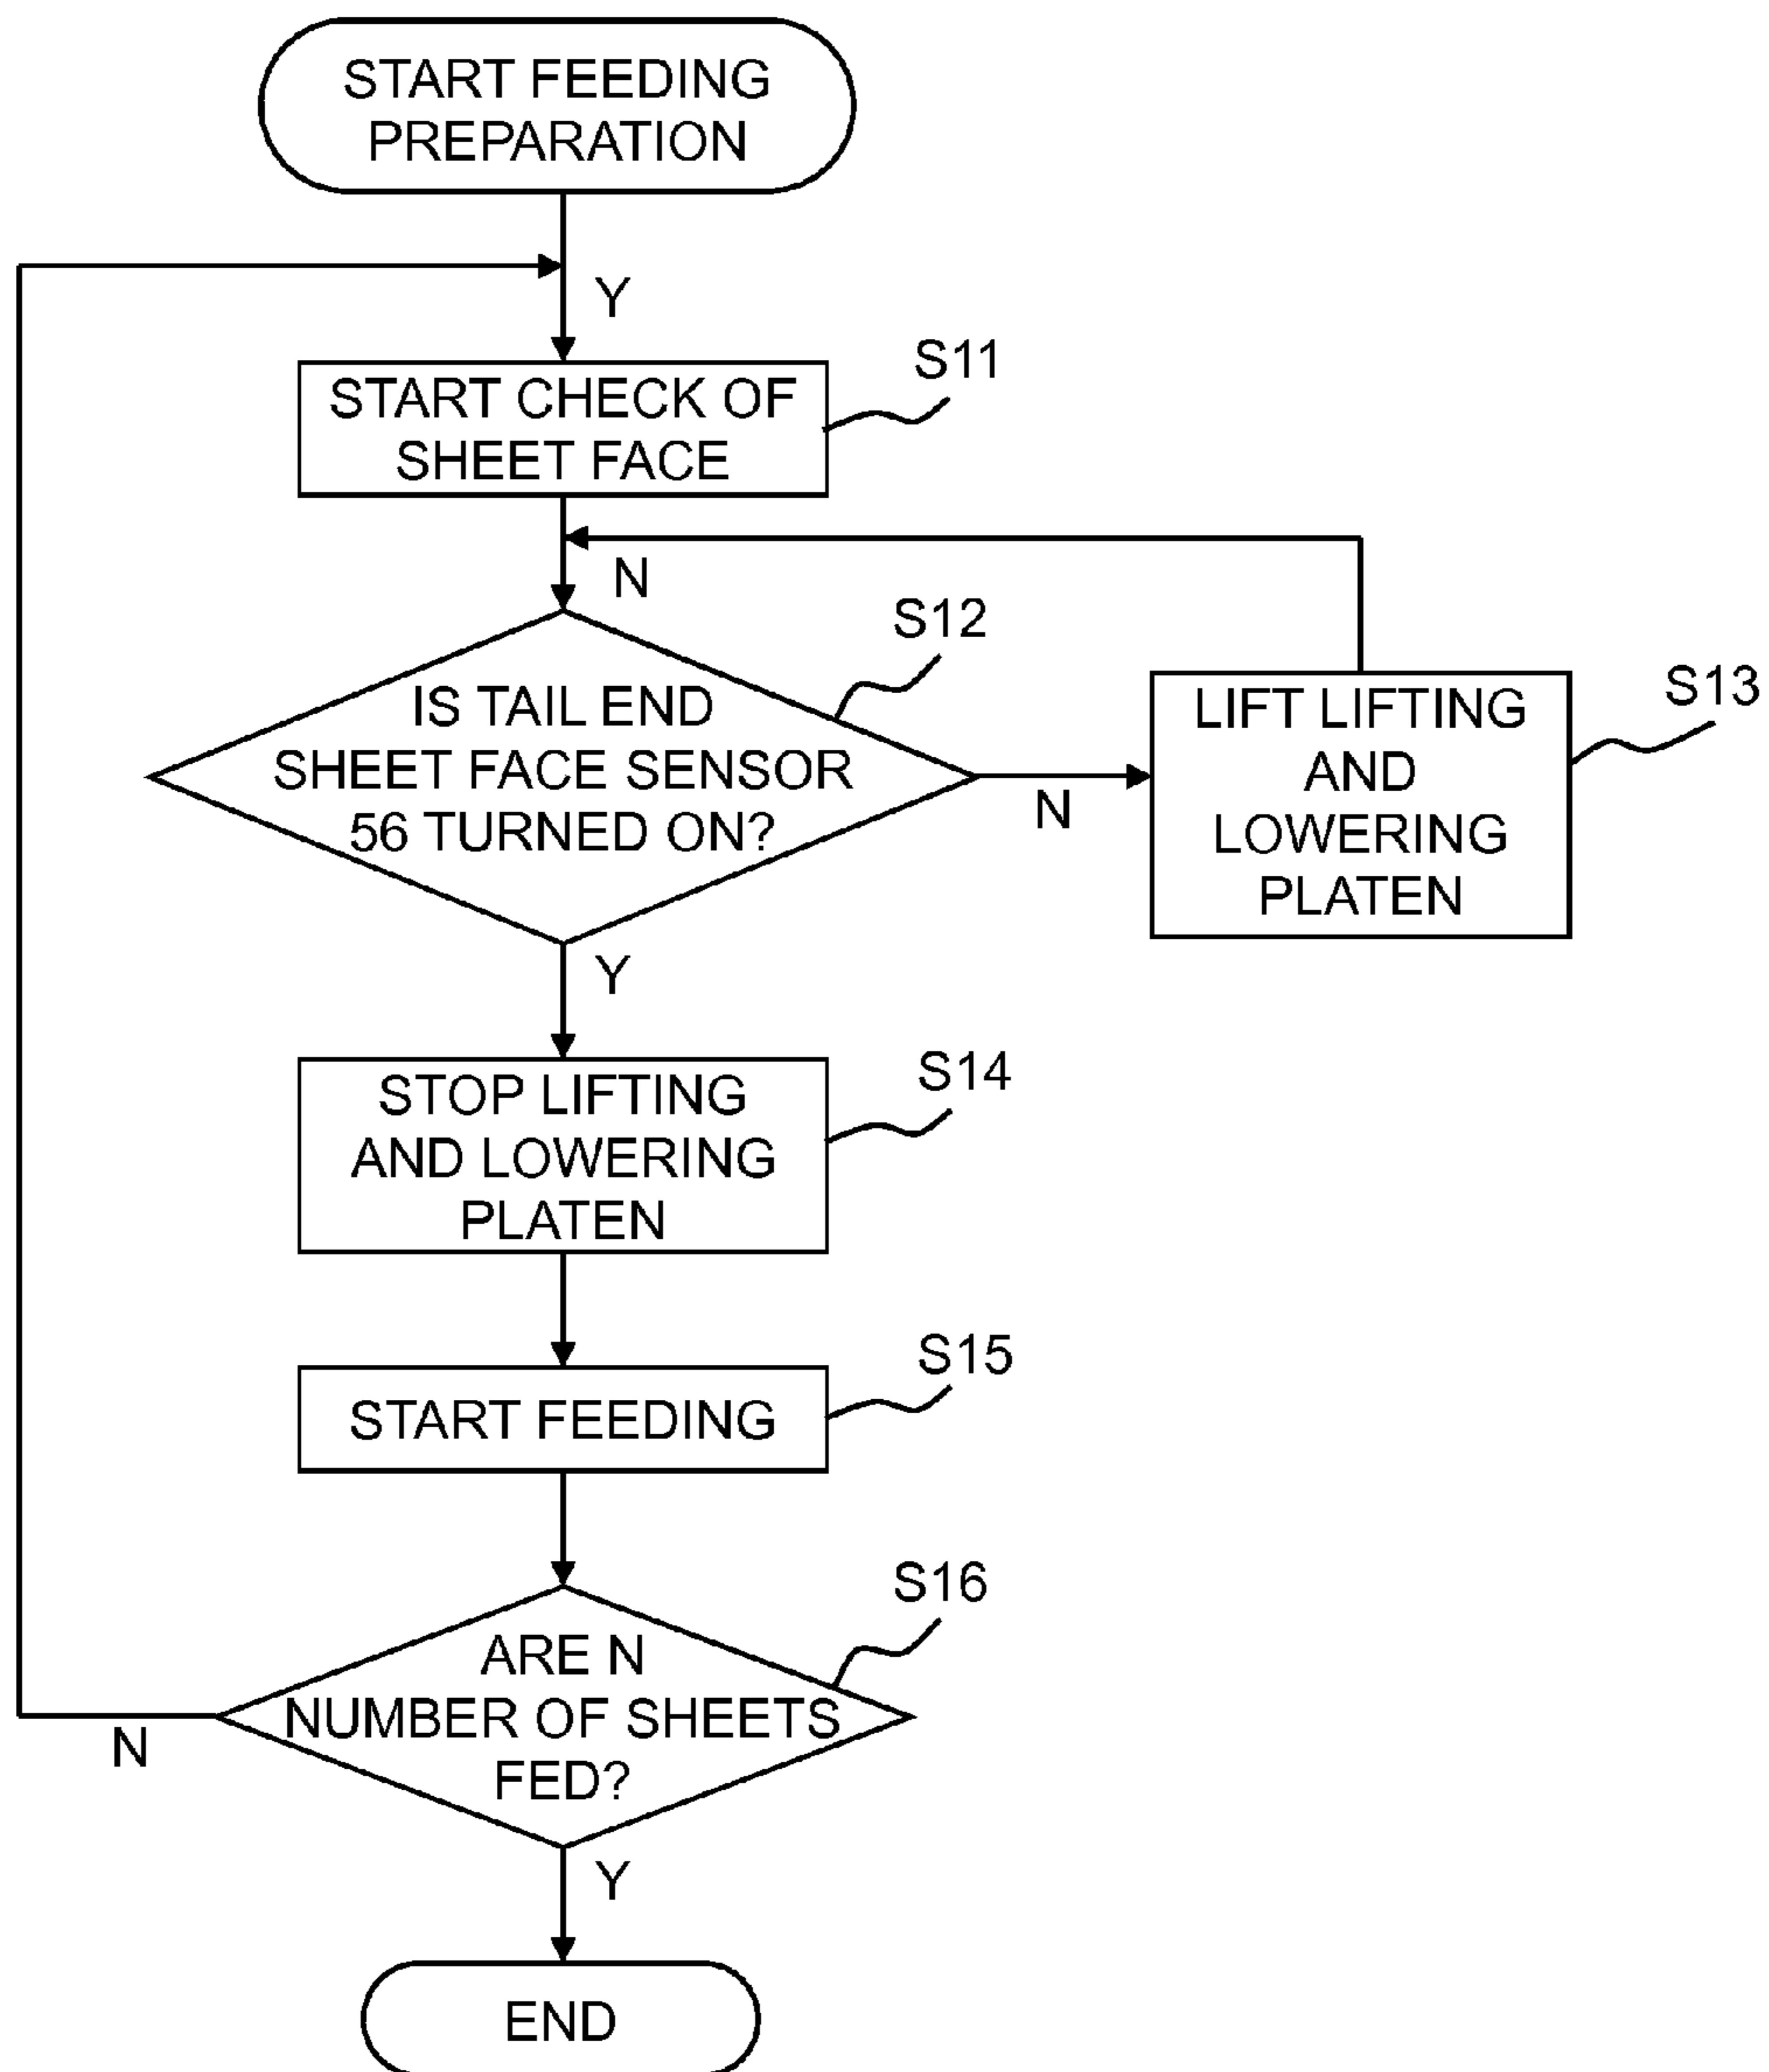 START FEEDING
PREPARATION
Y
START CHECK OF
SHEET FACE
S11
N
IS TAIL END
SHEET FACE SENSOR
56 TURNED ON?
S12
N
LIFT LIFTING
AND
LOWERING
PLATEN
S13
Y
STOP LIFTING
AND LOWERING
PLATEN
S14
START FEEDING
S15
ARE N
NUMBER OF SHEETS
FED?
S16
N
Y
END